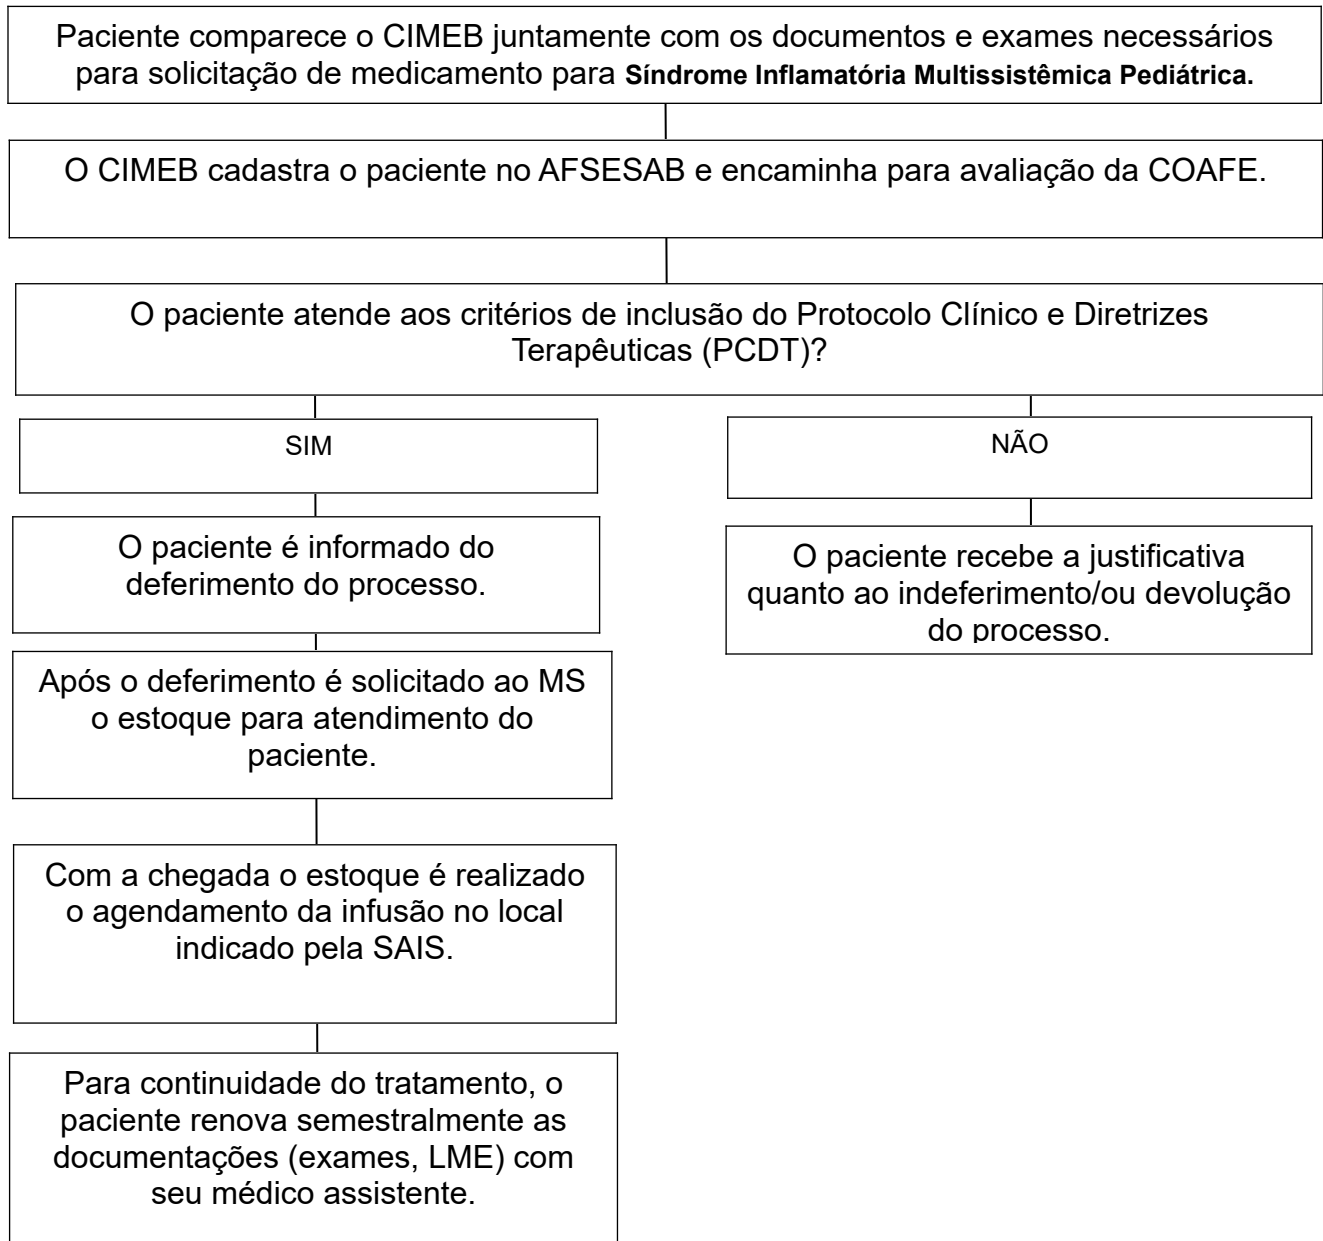 Paciente comparece o CIMEB juntamente com os documentos e exames necessários
para solicitação de medicamento para Síndrome Inflamatória Multissistêmica Pediátrica.
O CIMEB cadastra o paciente no AFSESAB e encaminha para avaliação da COAFE.
O paciente atende aos critérios de inclusão do Protocolo Clínico e Diretrizes
Terapêuticas (PCDT)?
SIM
O paciente é informado do
deferimento do processo.
Após o deferimento é solicitado ao MS
o estoque para atendimento do
paciente.
Com a chegada o estoque é realizado
o agendamento da infusão no local
indicado pela SAIS.
Para continuidade do tratamento, o
paciente renova semestralmente as
documentações (exames, LME) com
seu médico assistente.
NÃO
O paciente recebe a justificativa
quanto ao indeferimento/ou devolução
do processo.